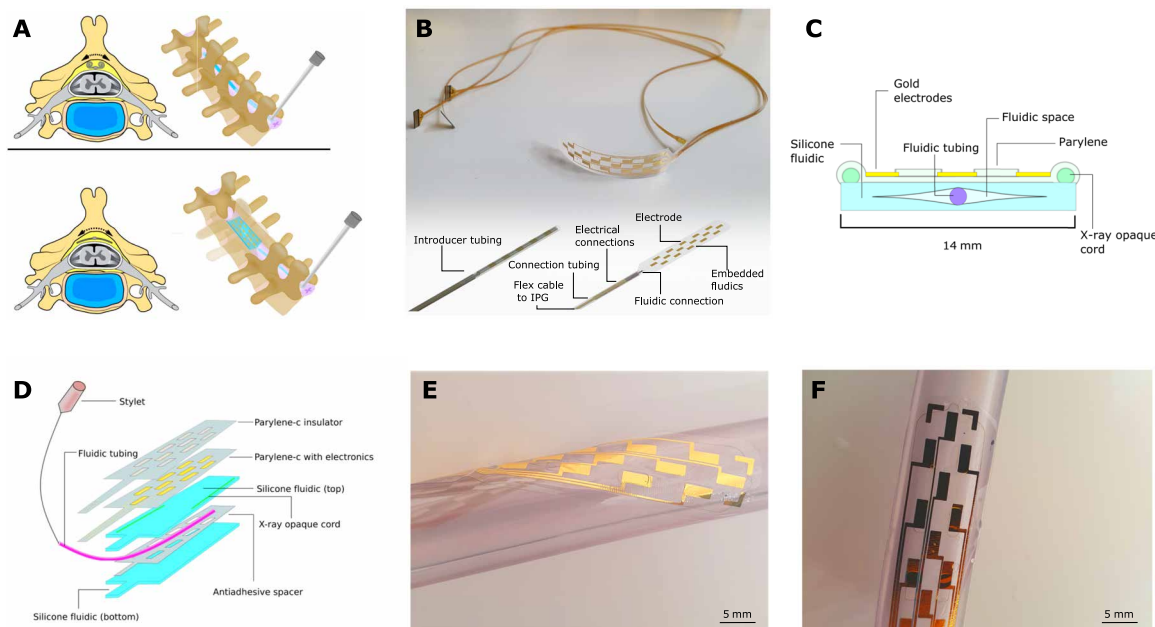 A
B
Introducer tubing
Electrode
Electrical
connections
Connection tubing
Flex cable
to IPG
Embedded
fludics
Fluidic connection
C
Gold
electrodes
Fluidic space
Silicone
fluidic
Fluidic tubing
Parylene
X-ray opaque
cord
14 mm
D
Stylet
Fluidic tubing
Parylene-c insulator
Parylene-c with electronics
Silicone fluidic (top)
X-ray opaque cord
Antiadhesive spacer
Silicone fluidic (bottom)
E
5 mm
F
5 mm